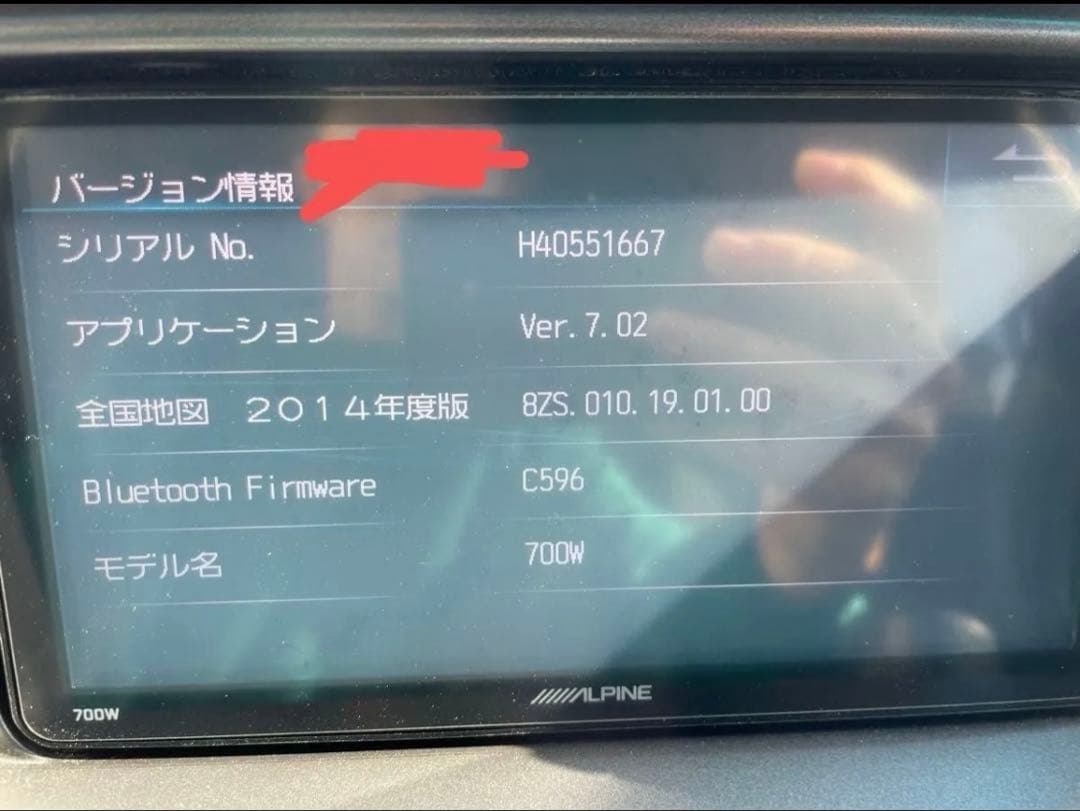 バージョン情報
シリアル No. H40551667
アプリケーション Ver. 7. 02
全国地図 2014年度版 8ZS. 010. 19. 01. 00
Bluetooth Firmware C596
モデル名 700W
ALPINE
700W